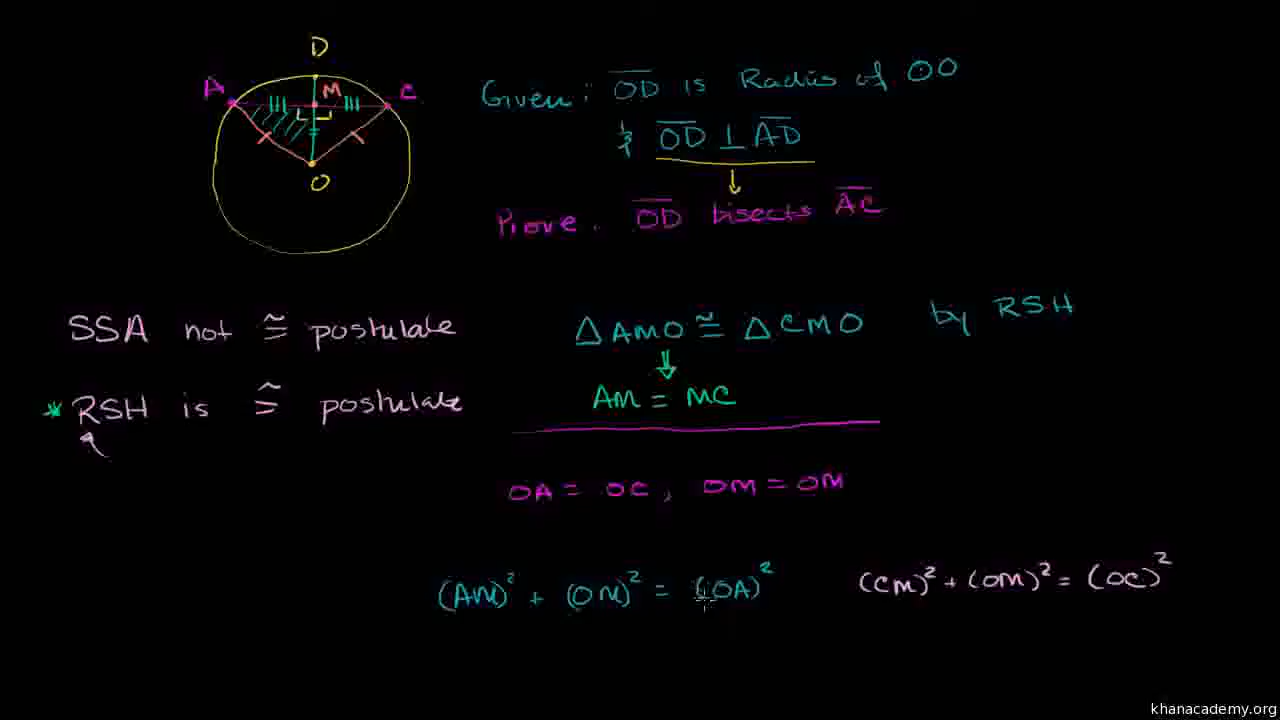 D
A M C
O
Given: OD is Radius of ⊙O
& OD ⊥ AD
Prove: OD bisects AC
SSA not ≅ postulate
△AMO ≅ △CMO by RSH
* RSH is ≅ postulate
AM = MC
OA = OC, OM = OM
(AM)² + (OM)² = (OA)²
(CM)² + (OM)² = (OC)²
khanacademy.org